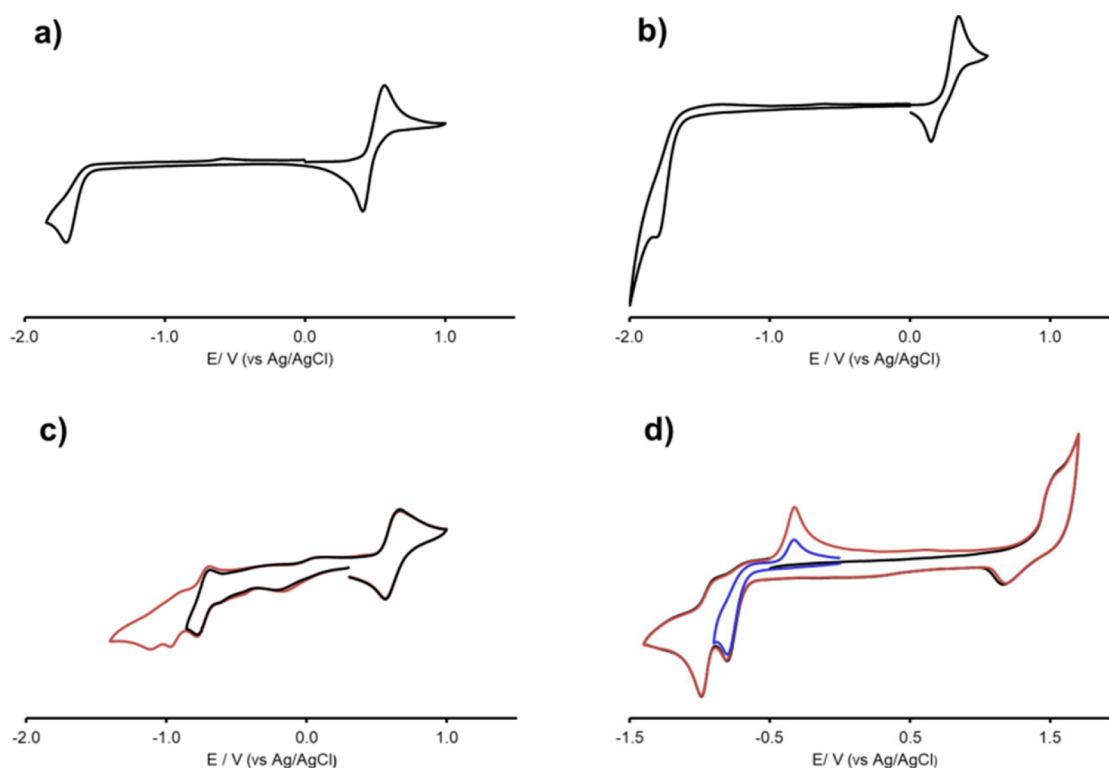 a)
b)
-2.0 -1.0 0.0 1.0
E/ V (vs Ag/AgCl)
-2.0 -1.0 0.0 1.0
E / V (vs Ag/AgCl)
c)
d)
-2.0 -1.0 0.0 1.0
E / V (vs Ag/AgCl)
-1.5 -0.5 0.5 1.5
E/ V (vs Ag/AgCl)